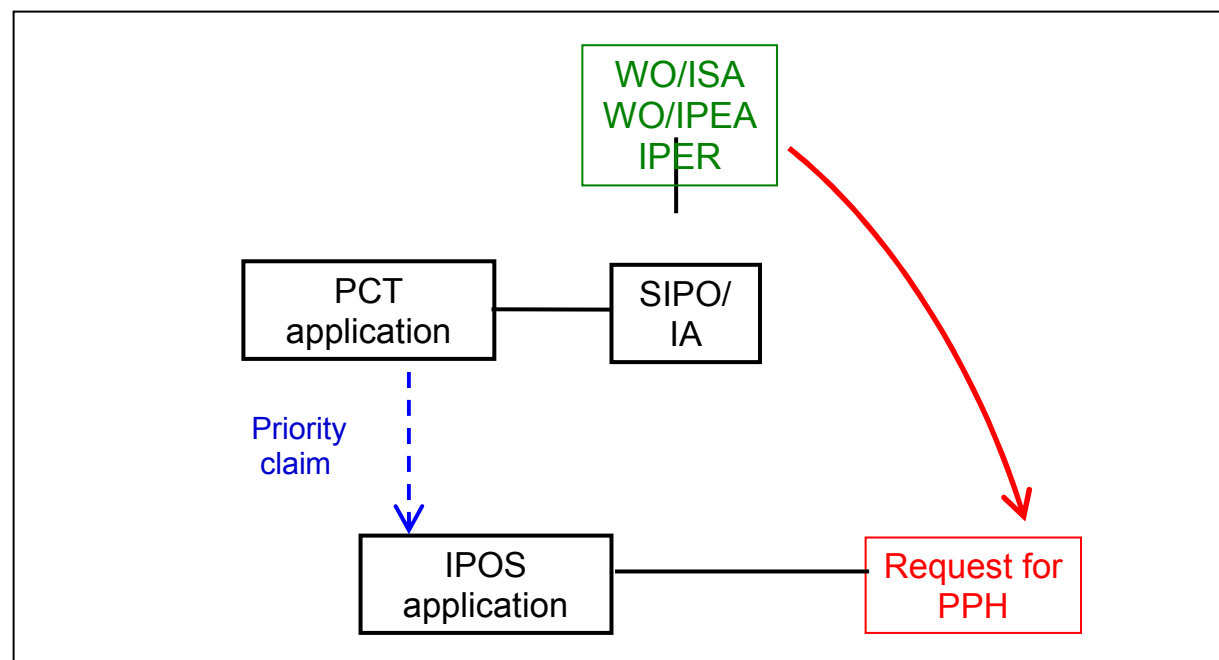 WO/ISA
WO/IPEA
IPER
PCT
application
SIPO/
IA
Priority
claim
IPOS
application
Request for
PPH